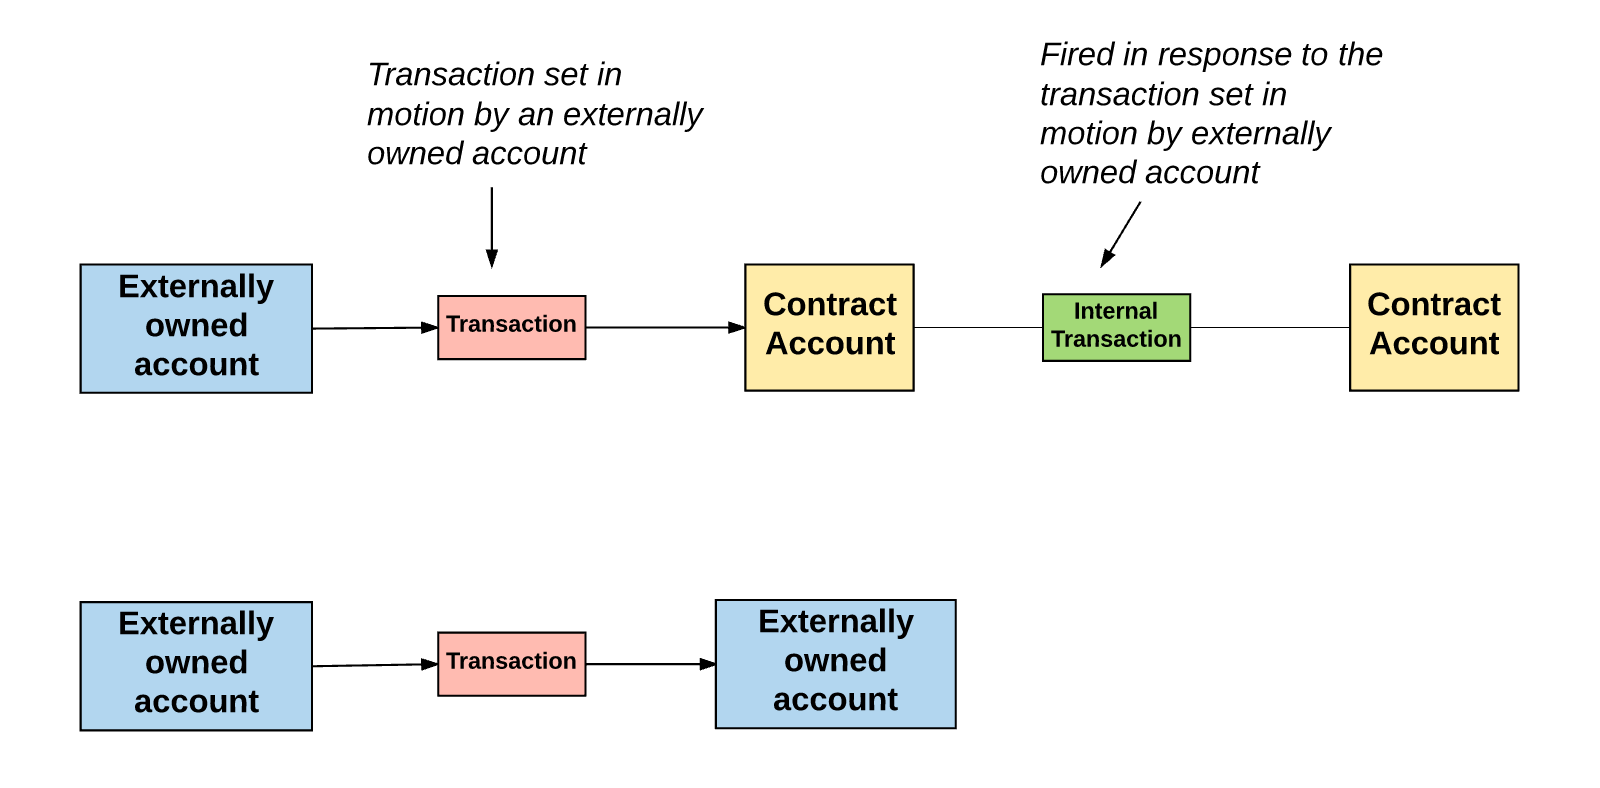 Transaction set in
motion by an externally
owned account
Fired in response to the
transaction set in
motion by externally
owned account
Externally
owned
account
Transaction
Contract
Account
Internal
Transaction
Contract
Account
Externally
owned
account
Transaction
Externally
owned
account